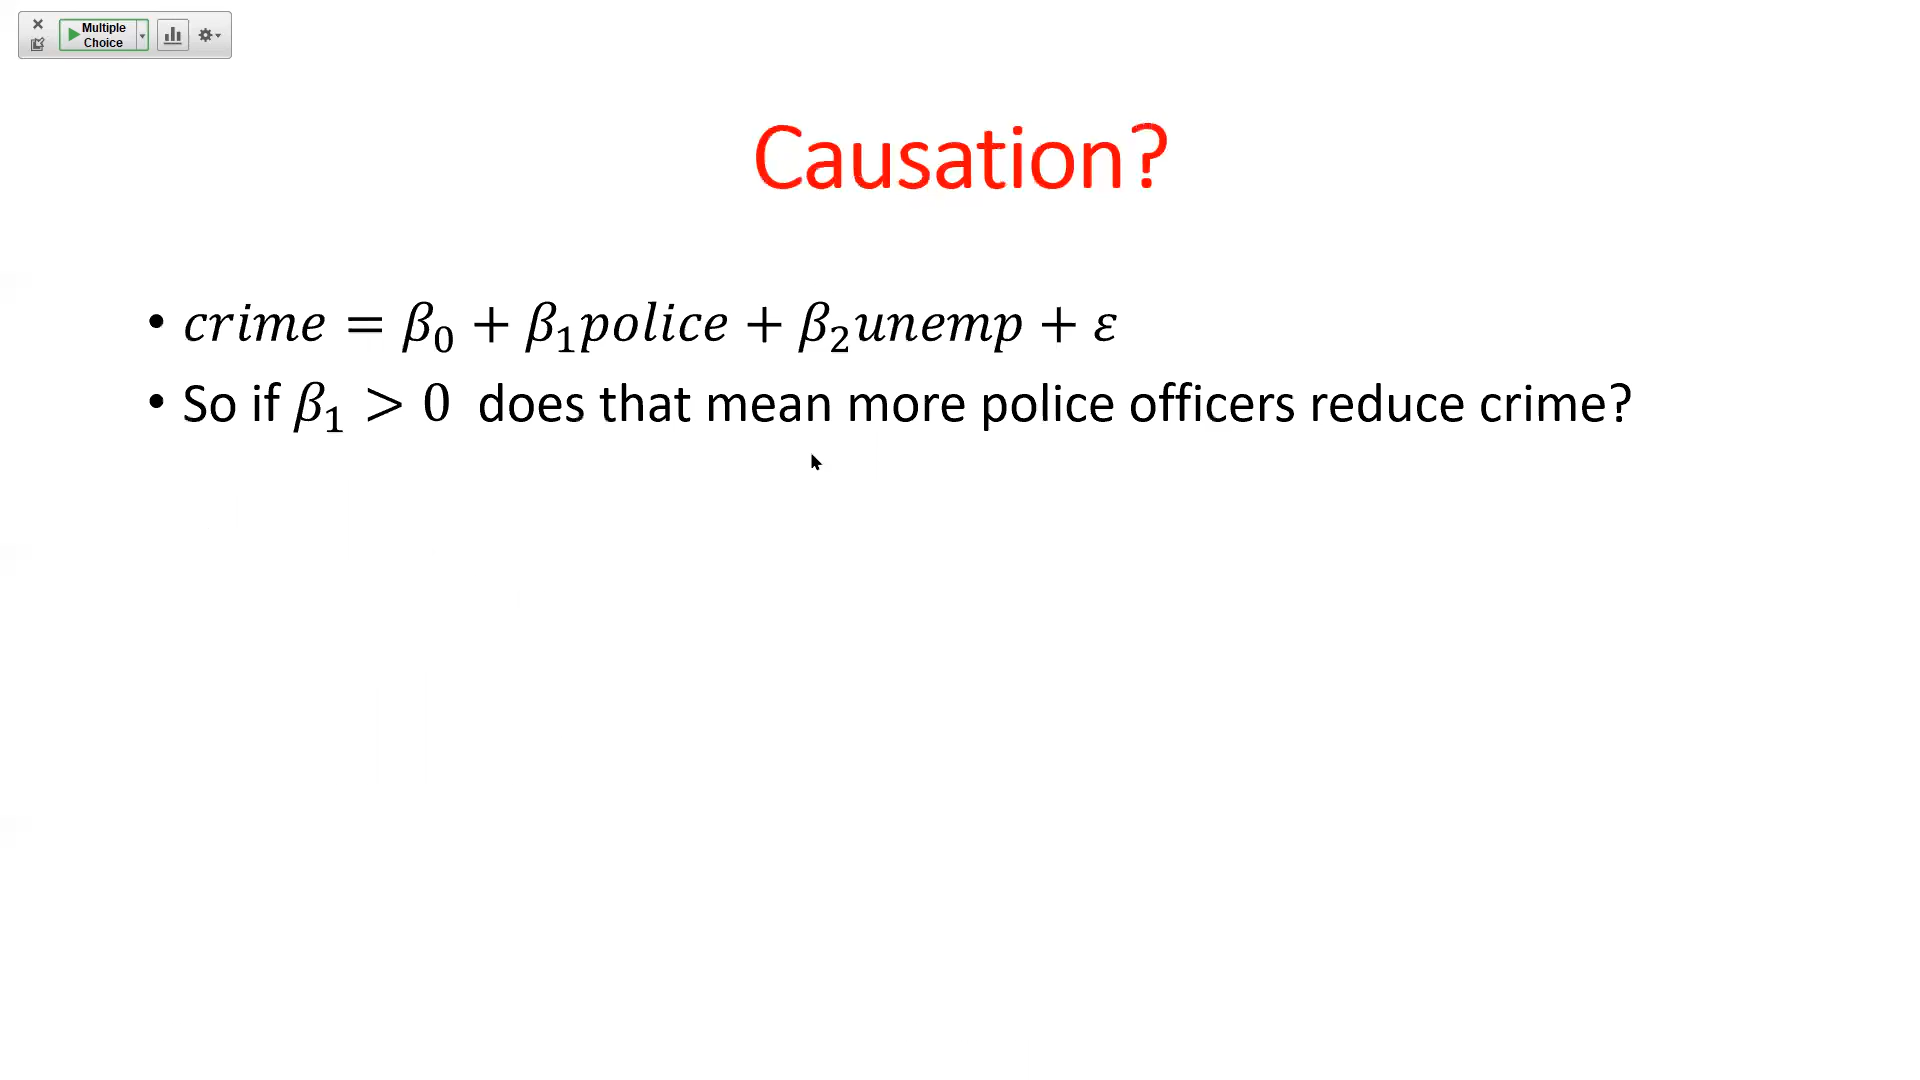 Multiple
Choice
Causation?
• crime = β₀ + β₁police + β₂unemp + ε
• So if β₁ > 0 does that mean more police officers reduce crime?